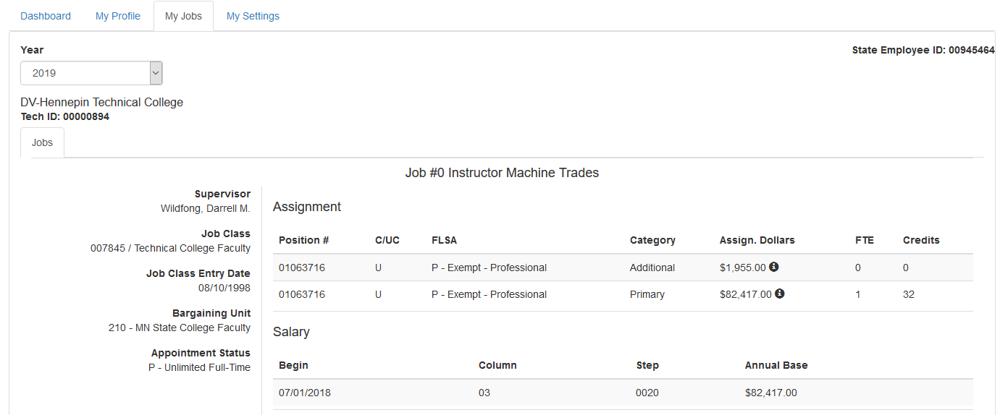 Dashboard My Profile My Jobs My Settings
Year
State Employee ID: 00945464
2019
DV-Hennepin Technical College
Tech ID: 00000894
Jobs
Job #0 Instructor Machine Trades
Supervisor
Wildfong, Darrell M.
Job Class
007845 / Technical College Faculty
Job Class Entry Date
08/10/1998
Bargaining Unit
210 - MN State College Faculty
Appointment Status
P - Unlimited Full-Time
Assignment
Position # C/UC FLSA Category Assign. Dollars FTE Credits
01063716 U P - Exempt - Professional Additional $1,955.00 0 0
01063716 U P - Exempt - Professional Primary $82,417.00 1 32
Salary
Begin Column Step Annual Base
07/01/2018 03 0020 $82,417.00